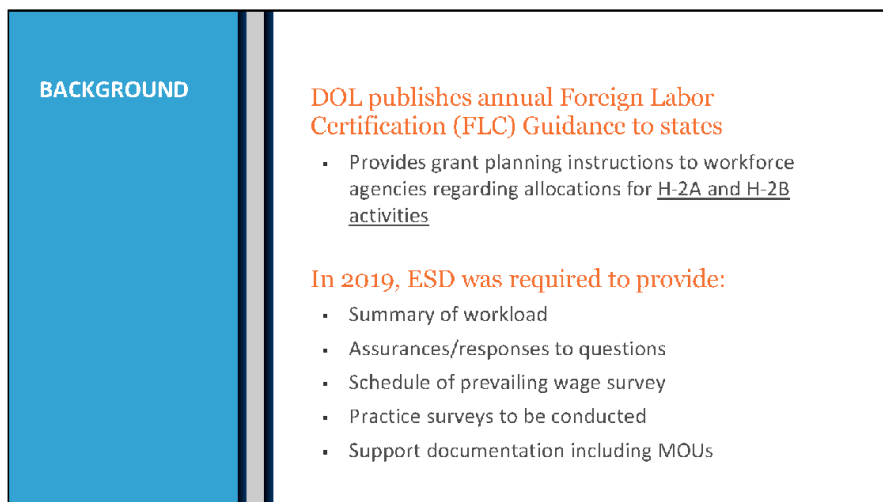 BACKGROUND
DOL publishes annual Foreign Labor
Certification (FLC) Guidance to states
▪ Provides grant planning instructions to workforce
agencies regarding allocations for H-2A and H-2B
activities
In 2019, ESD was required to provide:
▪ Summary of workload
▪ Assurances/responses to questions
▪ Schedule of prevailing wage survey
▪ Practice surveys to be conducted
▪ Support documentation including MOUs